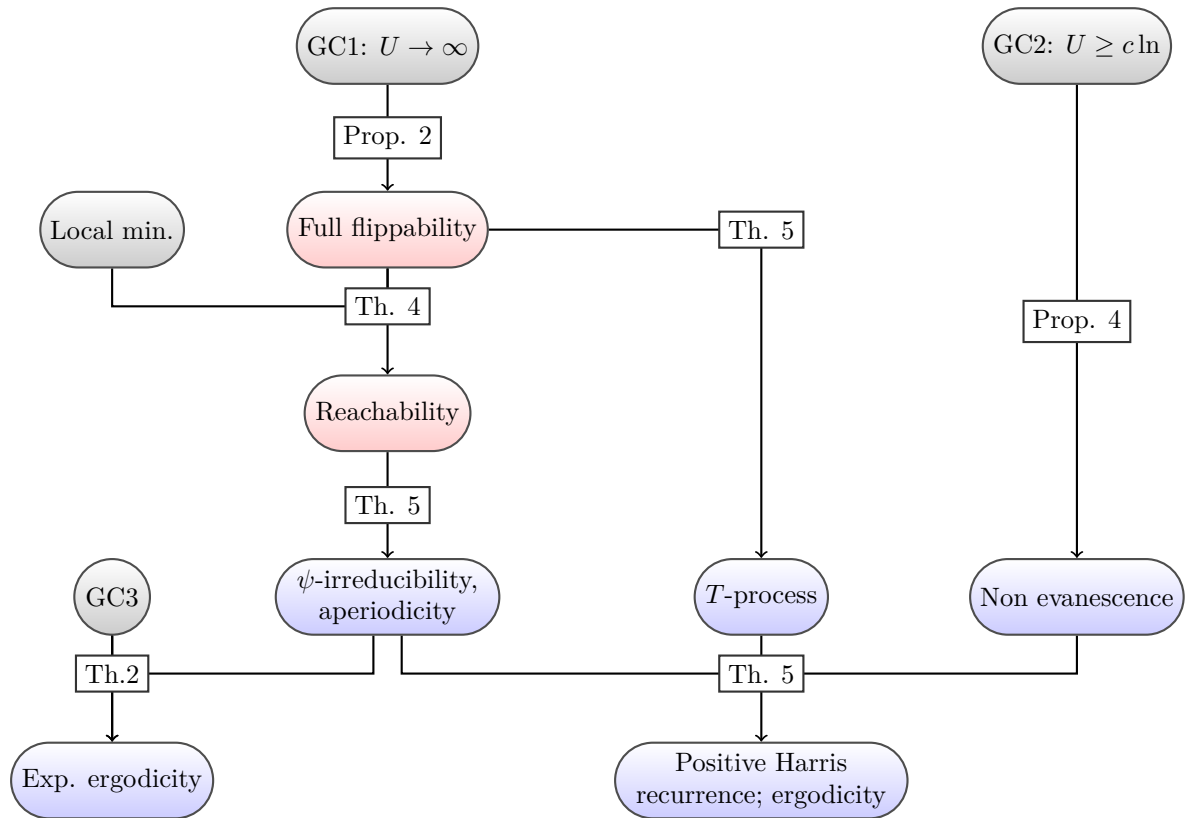 GC1: U → ∞
GC2: U ≥ c ln
Prop. 2
Local min.
Full flippability
Th. 5
Th. 4
Prop. 4
Reachability
Th. 5
GC3
ψ-irreducibility,
aperiodicity
T-process
Non evanescence
Th.2
Th. 5
Exp. ergodicity
Positive Harris
recurrence; ergodicity